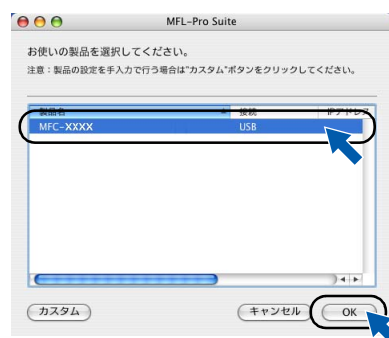 MFL-Pro Suite
お使いの製品を選択してください。
注意：製品の設定を手入力で行う場合は"カスタム"ボタンをクリックしてください。
製品名 接続 IPアドレス
MFC-XXXX USB
カスタム キャンセル OK